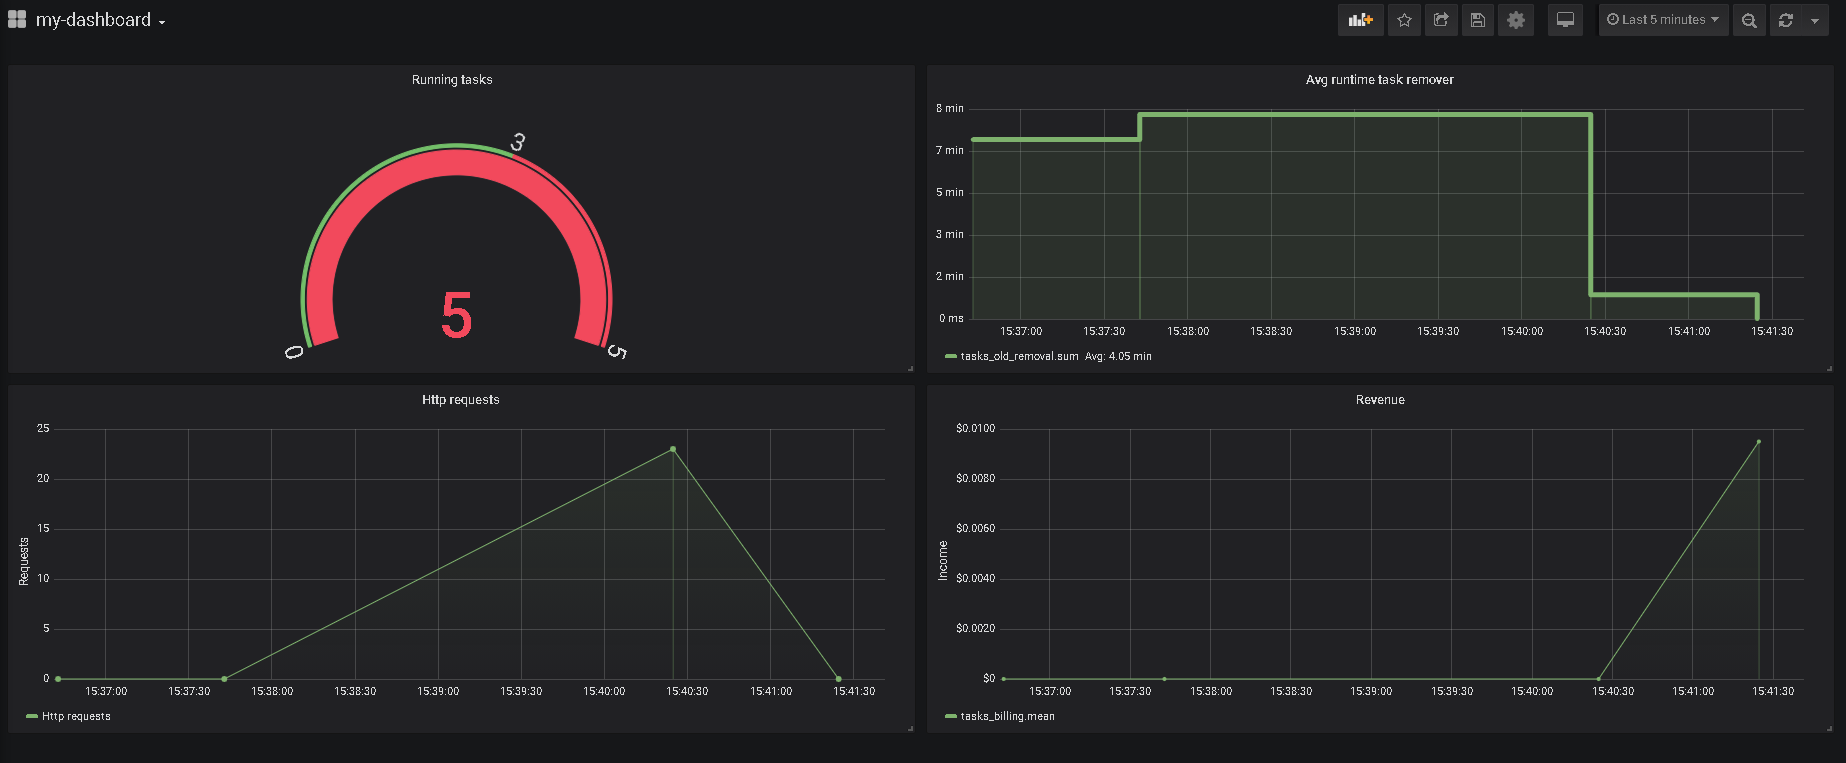 my-dashboard
Last 5 minutes
Running tasks
3
5
0
5
Avg runtime task remover
8 min
7 min
5 min
3 min
2 min
0 ms
15:37:00 15:37:30 15:38:00 15:38:30 15:39:00 15:39:30 15:40:00 15:40:30 15:41:00 15:41:30
tasks_old_removal.sum Avg: 4.05 min
Http requests
25
20
15
10
5
0
Requests
15:37:00 15:37:30 15:38:00 15:38:30 15:39:00 15:39:30 15:40:00 15:40:30 15:41:00 15:41:30
Http requests
Revenue
$0.0100
$0.0080
$0.0060
$0.0040
$0.0020
$0
Income
15:37:00 15:37:30 15:38:00 15:38:30 15:39:00 15:39:30 15:40:00 15:40:30 15:41:00 15:41:30
tasks_billing.mean